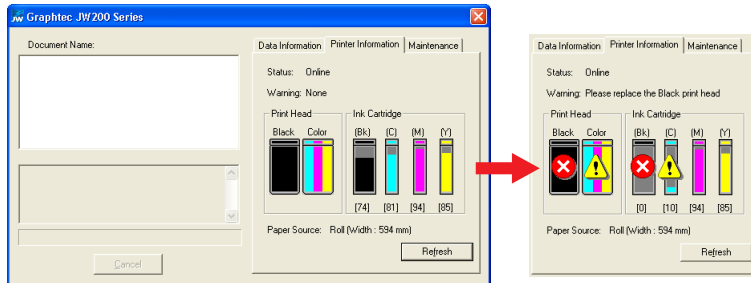 JW Graphtec JW200 Series
Document Name:
Cancel
Data Information Printer Information Maintenance
Status: Online
Warning: None
Print Head Ink Cartridge
Black Color (Bk) (C) (M) (Y)
[74] [81] [94] [85]
Paper Source: Roll (Width : 594 mm)
Refresh
Data Information Printer Information Maintenance
Status: Online
Warning: Please replace the Black print head
Print Head Ink Cartridge
Black Color (Bk) (C) (M) (Y)
[0] [10] [94] [85]
Paper Source: Roll (Width : 594 mm)
Refresh